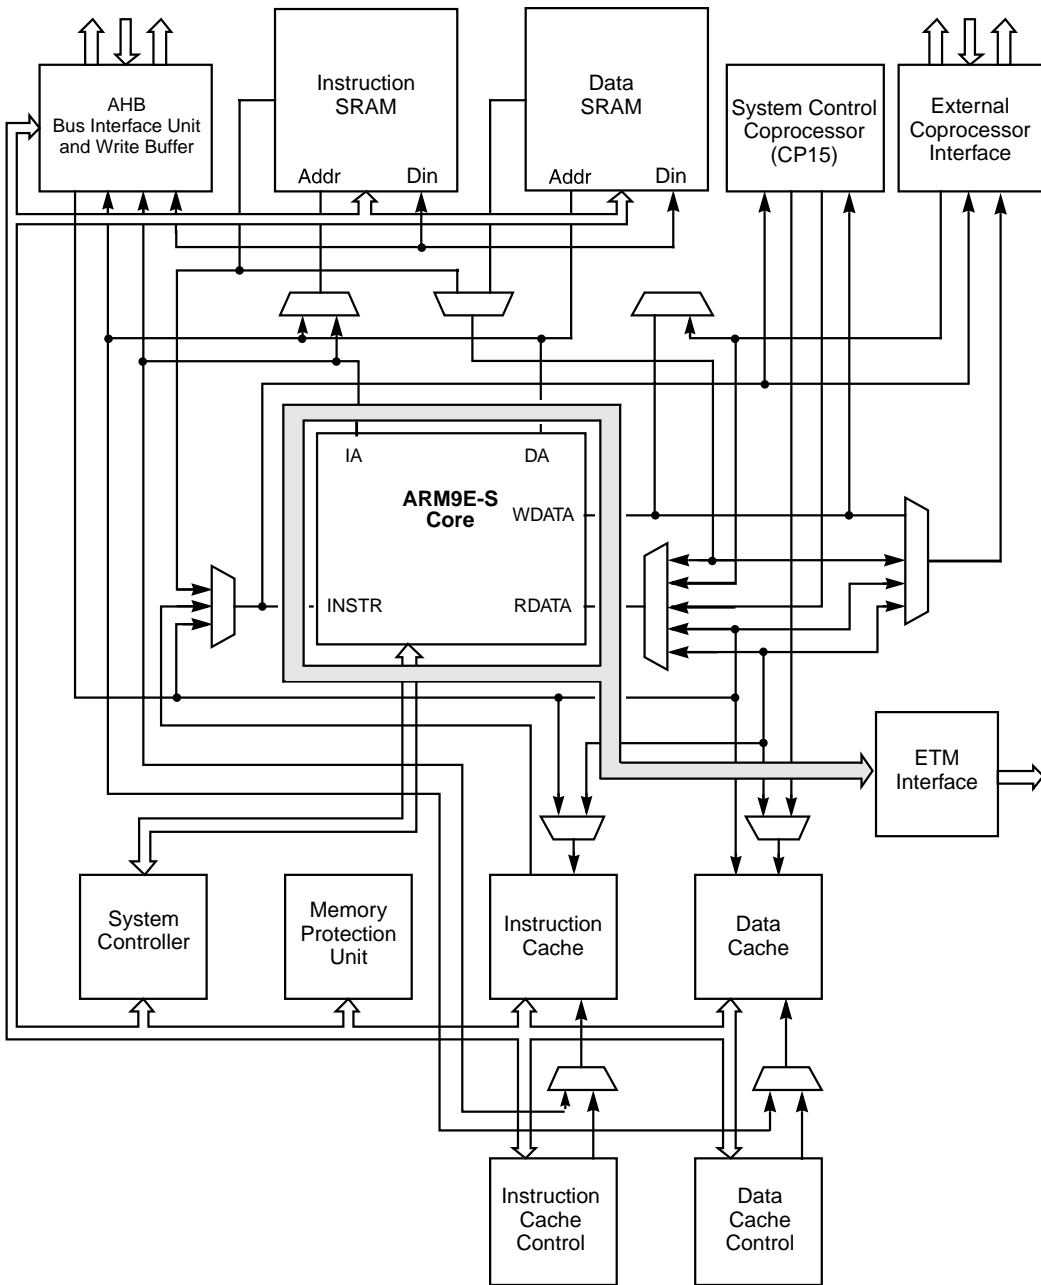 AHB
Bus Interface Unit
and Write Buffer
Instruction
SRAM
Addr
Din
Data
SRAM
Addr
Din
System Control
Coprocessor
(CP15)
External
Coprocessor
Interface
IA
DA
ARM9E-S
Core
WDATA
INSTR
RDATA
ETM
Interface
System
Controller
Memory
Protection
Unit
Instruction
Cache
Data
Cache
Instruction
Cache
Control
Data
Cache
Control